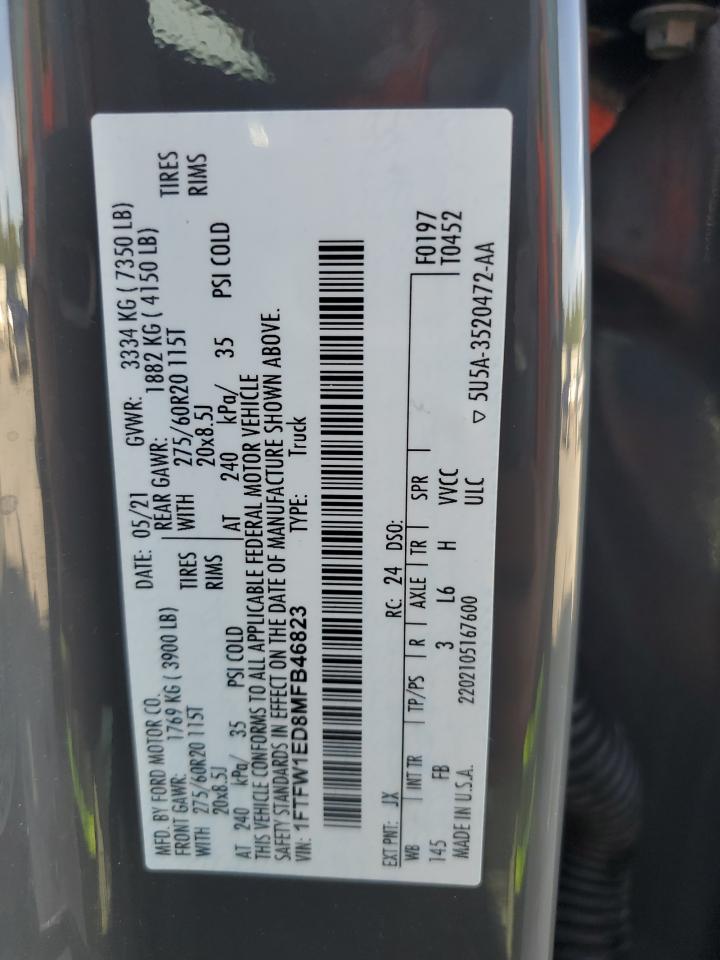 MFD. BY FORD MOTOR CO.
DATE: 05/21 GVWR: 3334 KG ( 7350 LB)
FRONT GAWR: 1769 KG ( 3900 LB) REAR GAWR: 1882 KG ( 4150 LB)
WITH 275/60R20 115T TIRES WITH 275/60R20 115T TIRES
20x8.5J RIMS 20x8.5J RIMS
AT 240 kPa/ 35 PSI COLD AT 240 kPa/ 35 PSI COLD
THIS VEHICLE CONFORMS TO ALL APPLICABLE FEDERAL MOTOR VEHICLE
SAFETY STANDARDS IN EFFECT ON THE DATE OF MANUFACTURE SHOWN ABOVE.
VIN: 1FTFW1ED8MFB46823 TYPE: Truck
EXT PNT: JX RC: 24 DSO:
WB INT TR TP/PS R AXLE TR SPR F0197
145 FB 3 L6 H VVCC T0452
MADE IN U.S.A. 2202105167600 ULC
▽ 5U5A-3520472-AA